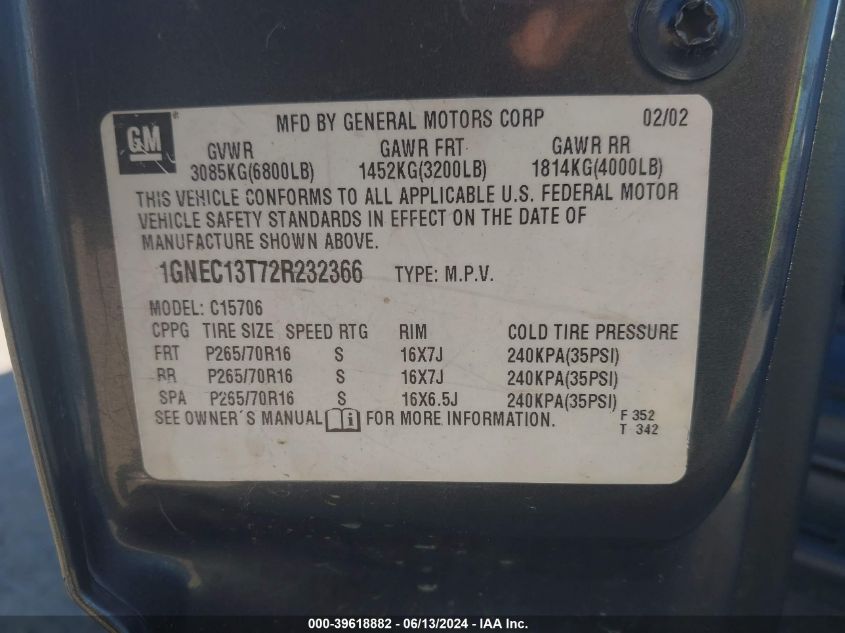 GM
MFD BY GENERAL MOTORS CORP 02/02
GVWR GAWR FRT GAWR RR
3085KG(6800LB) 1452KG(3200LB) 1814KG(4000LB)
THIS VEHICLE CONFORMS TO ALL APPLICABLE U.S. FEDERAL MOTOR
VEHICLE SAFETY STANDARDS IN EFFECT ON THE DATE OF
MANUFACTURE SHOWN ABOVE.
1GNEC13T72R232366 TYPE: M.P.V.
MODEL: C15706
CPPG TIRE SIZE SPEED RTG RIM COLD TIRE PRESSURE
FRT P265/70R16 S 16X7J 240KPA(35PSI)
RR P265/70R16 S 16X7J 240KPA(35PSI)
SPA P265/70R16 S 16X6.5J 240KPA(35PSI)
SEE OWNER´S MANUAL i FOR MORE INFORMATION. F 352
T 342
000-39618882 - 06/13/2024 - IAA Inc.